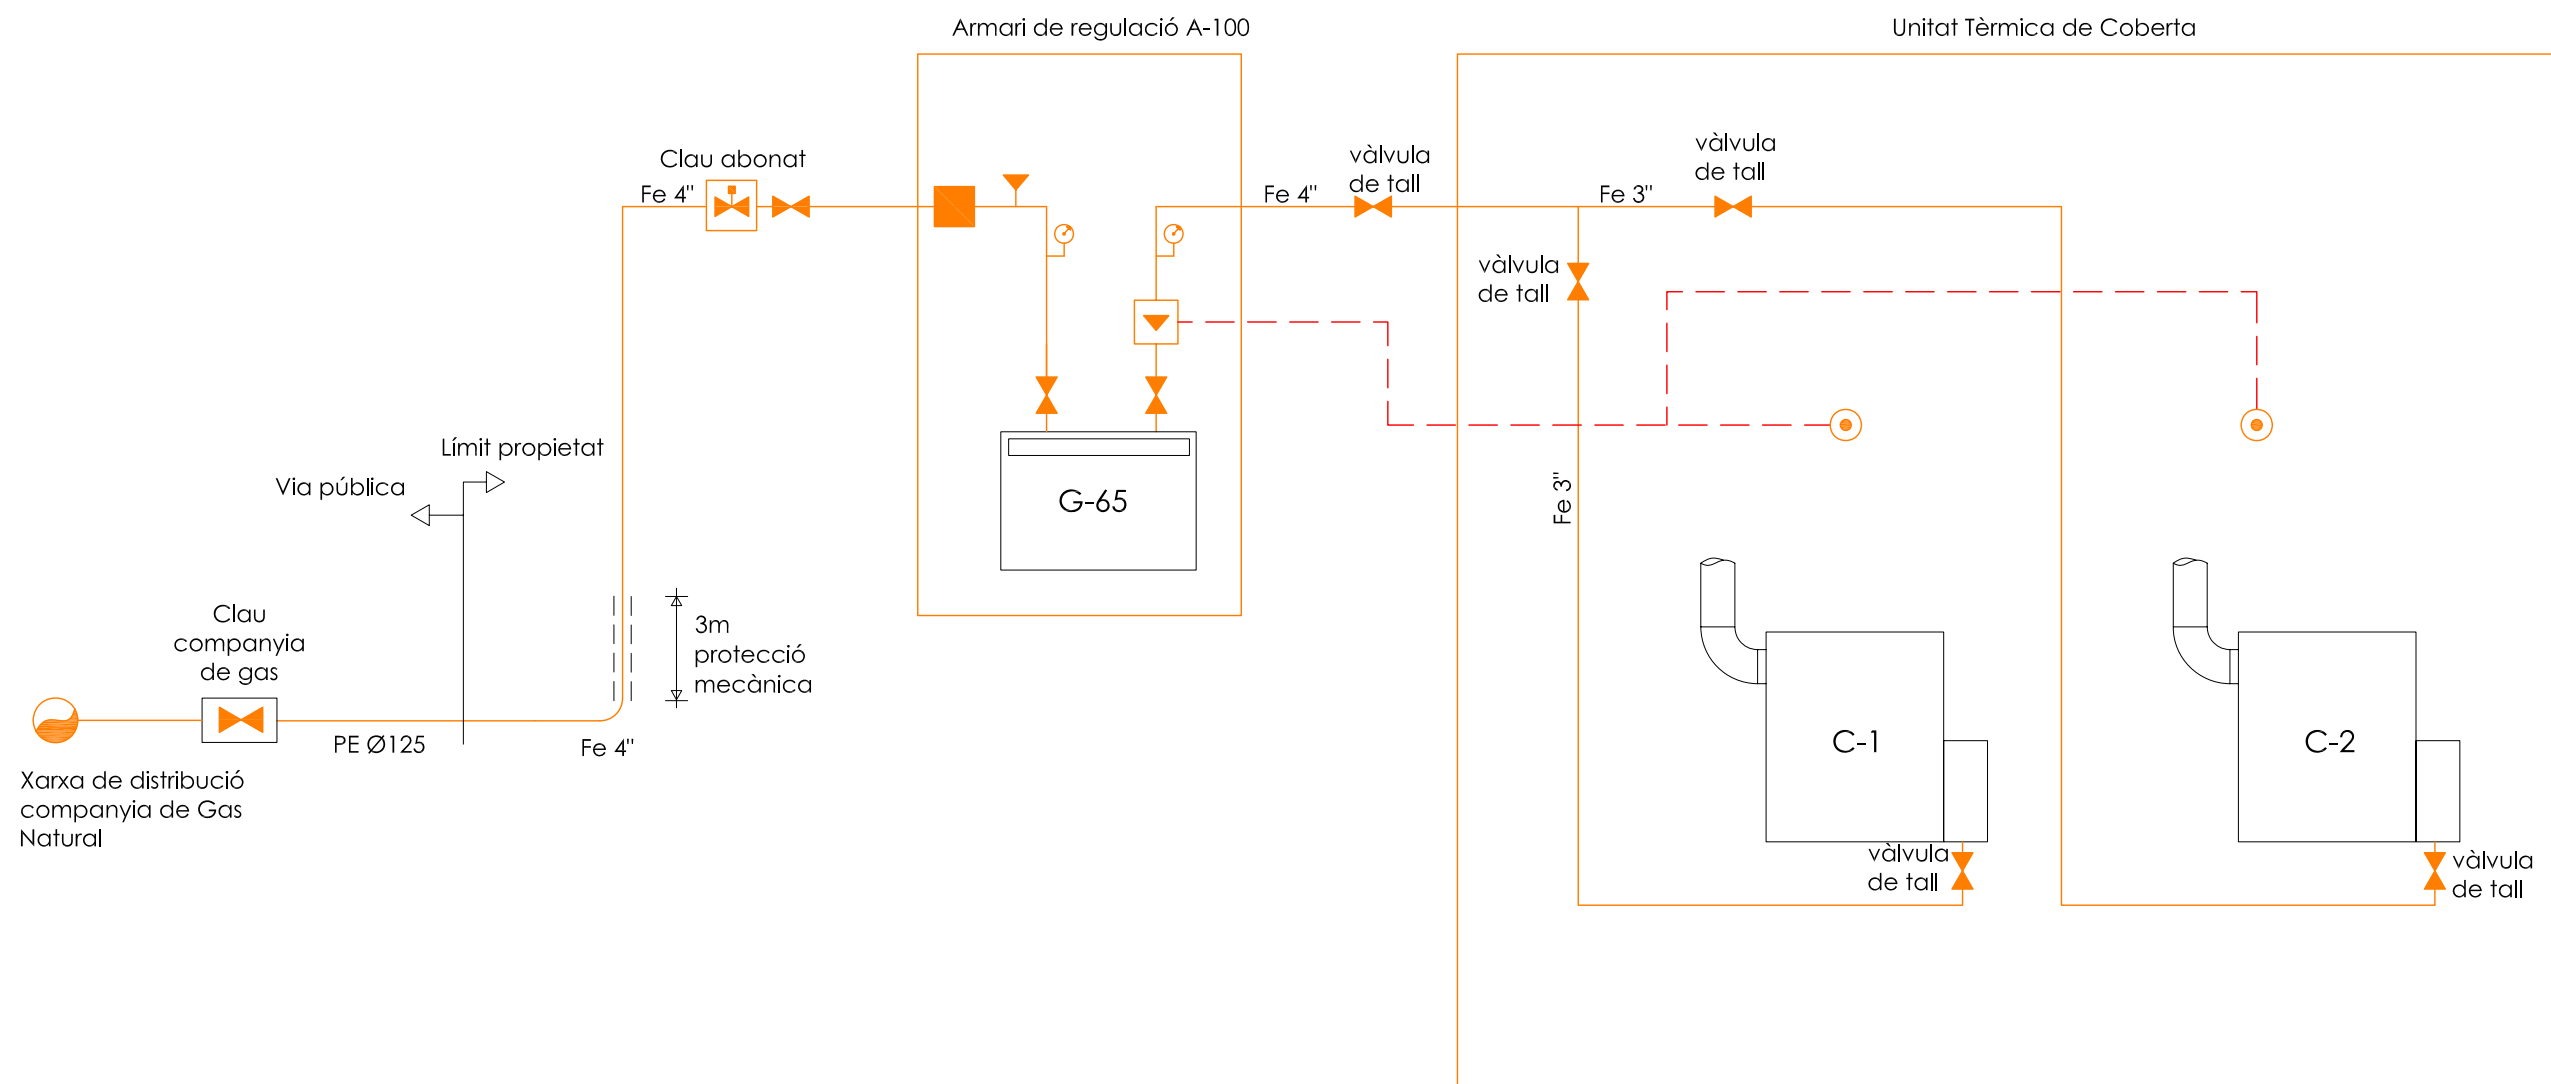 Armari de regulació A-100
Unitat Tèrmica de Coberta
Clau abonat
Fe 4"
Fe 4"
vàlvula
de tall
Fe 3"
vàlvula
de tall
vàlvula
de tall
Límit propietat
Via pública
G-65
Fe 3"
Clau
companyia
de gas
3m
protecció
mecànica
PE Ø125
Fe 4"
Xarxa de distribució
companyia de Gas
Natural
C-1
C-2
vàlvula
de tall
vàlvula
de tall